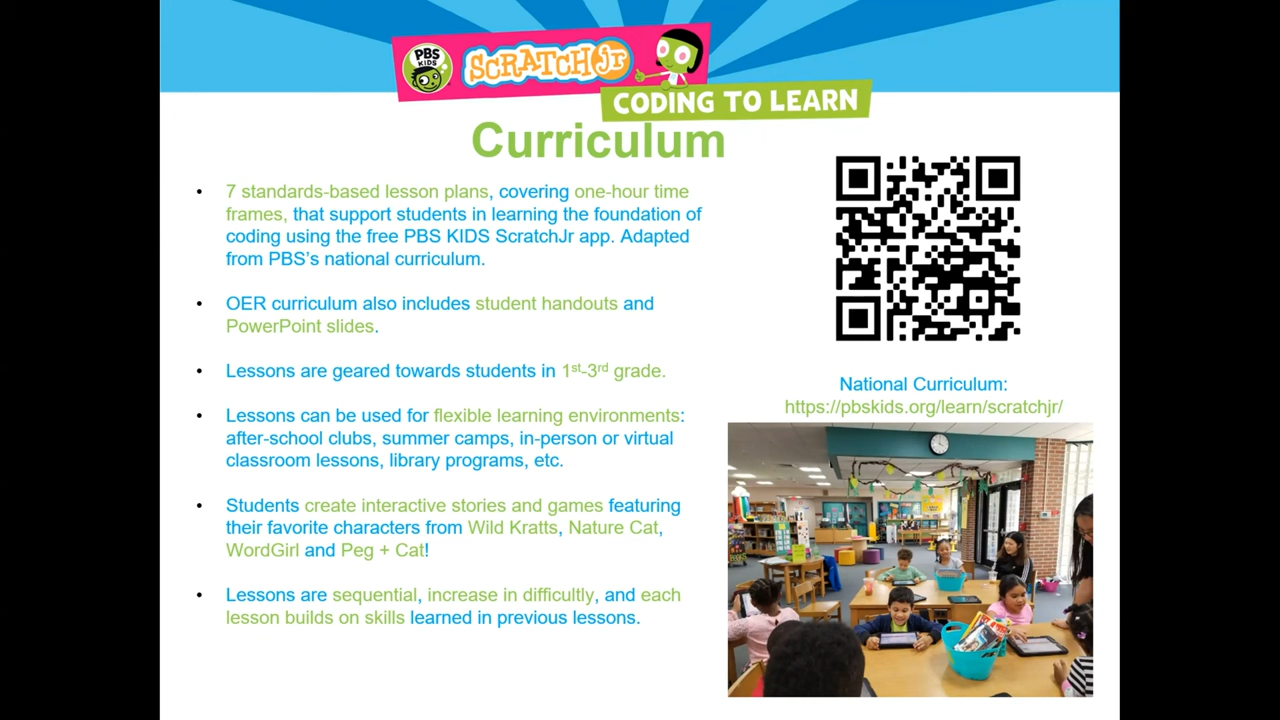 PBS
KIDS
SCRATCH jr
CODING TO LEARN
Curriculum
• 7 standards-based lesson plans, covering one-hour time
frames, that support students in learning the foundation of
coding using the free PBS KIDS ScratchJr app. Adapted
from PBS's national curriculum.
• OER curriculum also includes student handouts and
PowerPoint slides.
• Lessons are geared towards students in 1st-3rd grade.
• Lessons can be used for flexible learning environments:
after-school clubs, summer camps, in-person or virtual
classroom lessons, library programs, etc.
• Students create interactive stories and games featuring
their favorite characters from Wild Kratts, Nature Cat,
WordGirl and Peg + Cat!
• Lessons are sequential, increase in difficultly, and each
lesson builds on skills learned in previous lessons.
National Curriculum:
https://pbskids.org/learn/scratchjr/